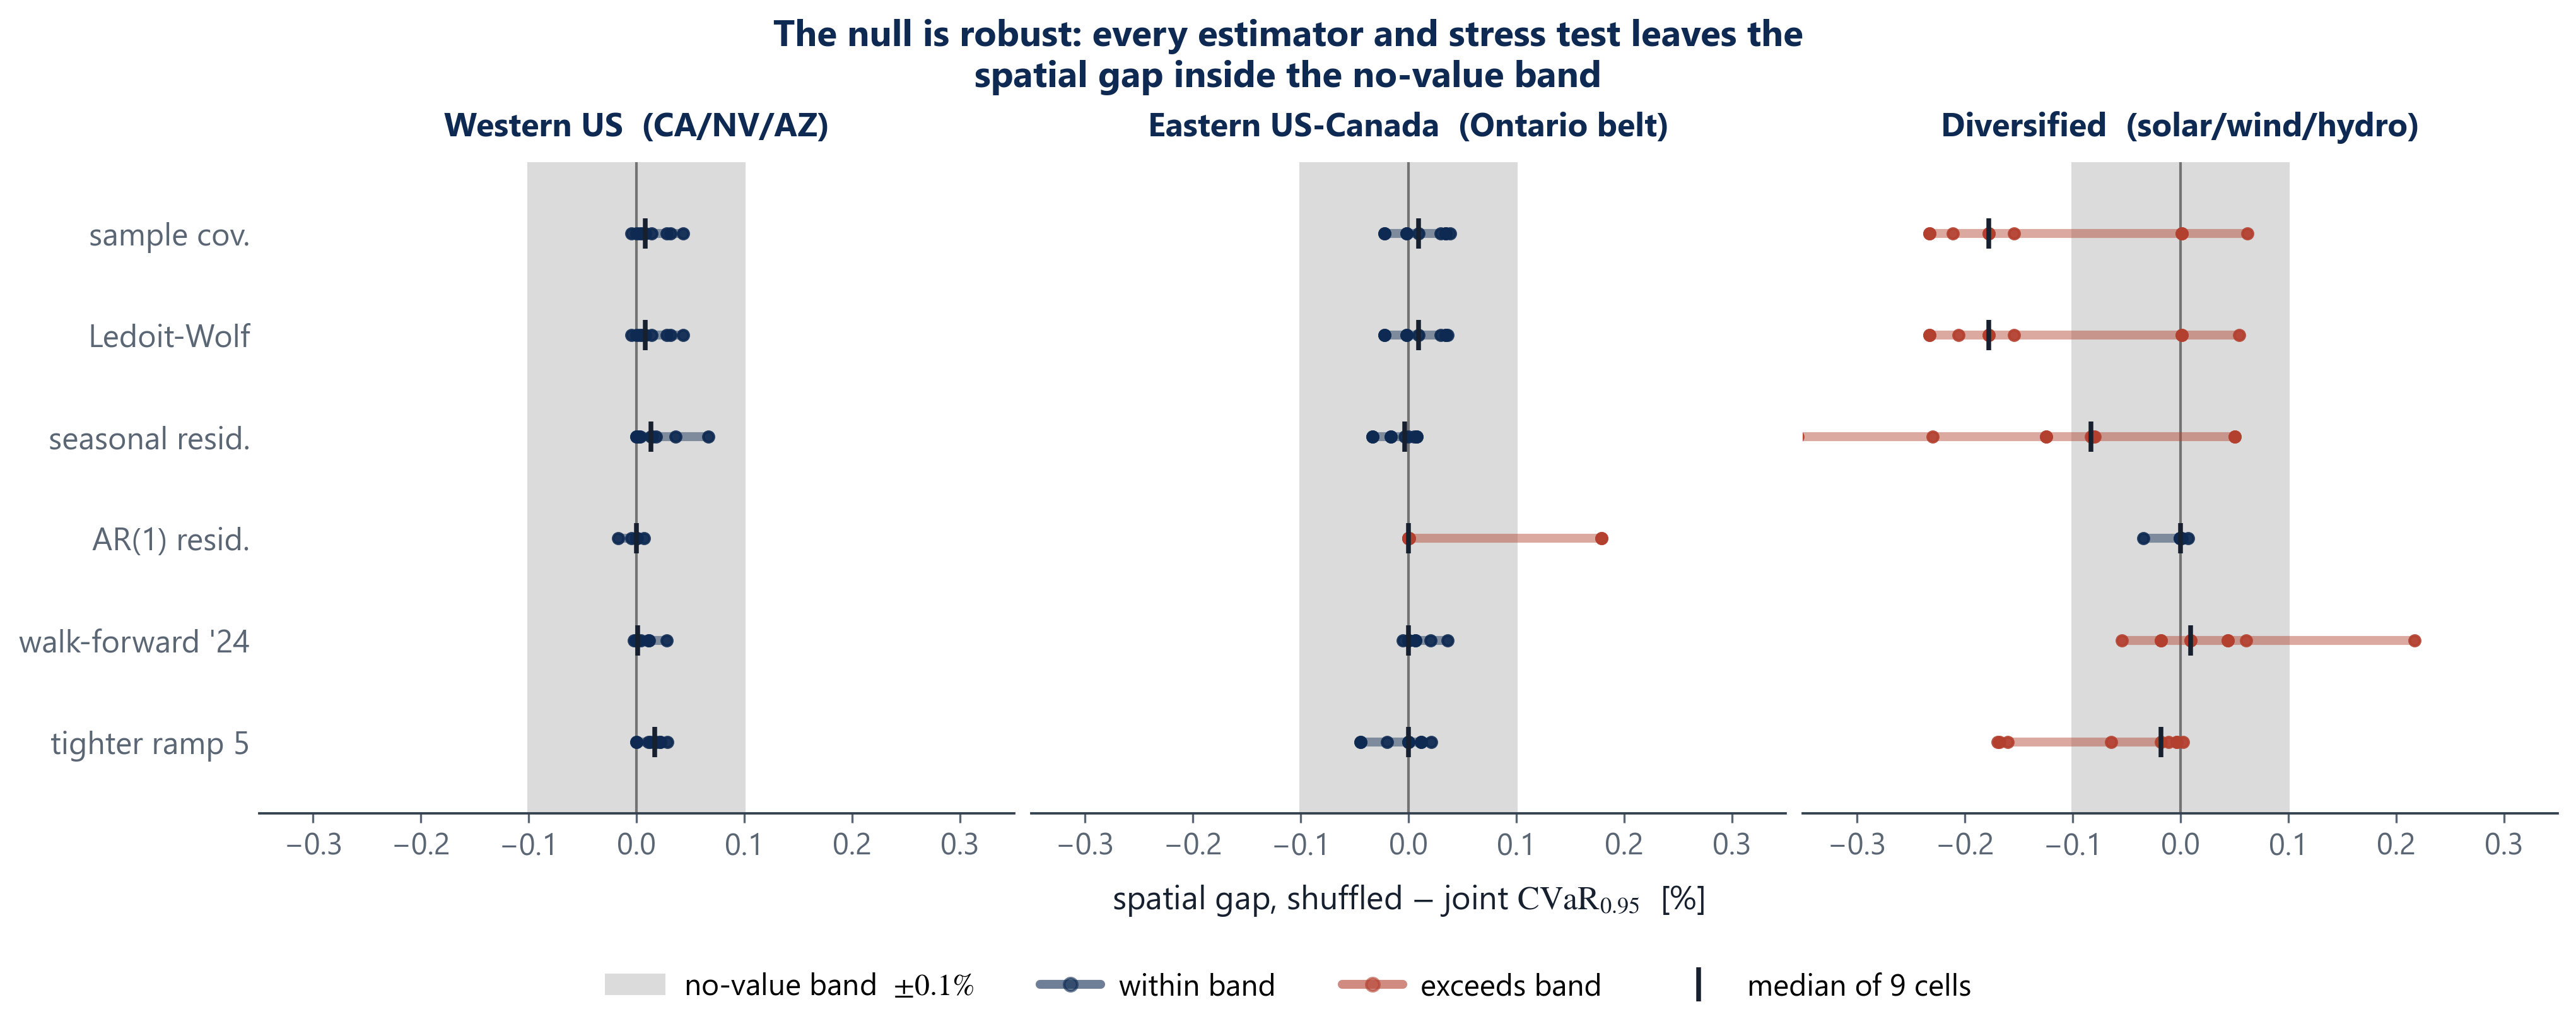 The null is robust: every estimator and stress test leaves the
spatial gap inside the no-value band
Western US (CA/NV/AZ)
Eastern US-Canada (Ontario belt)
Diversified (solar/wind/hydro)
sample cov.
Ledoit-Wolf
seasonal resid.
AR(1) resid.
walk-forward '24
tighter ramp 5
−0.3 −0.2 −0.1 0.0 0.1 0.2 0.3
−0.3 −0.2 −0.1 0.0 0.1 0.2 0.3
−0.3 −0.2 −0.1 0.0 0.1 0.2 0.3
spatial gap, shuffled − joint CVaR₀.₉₅ [%]
no-value band ±0.1%
within band
exceeds band
median of 9 cells